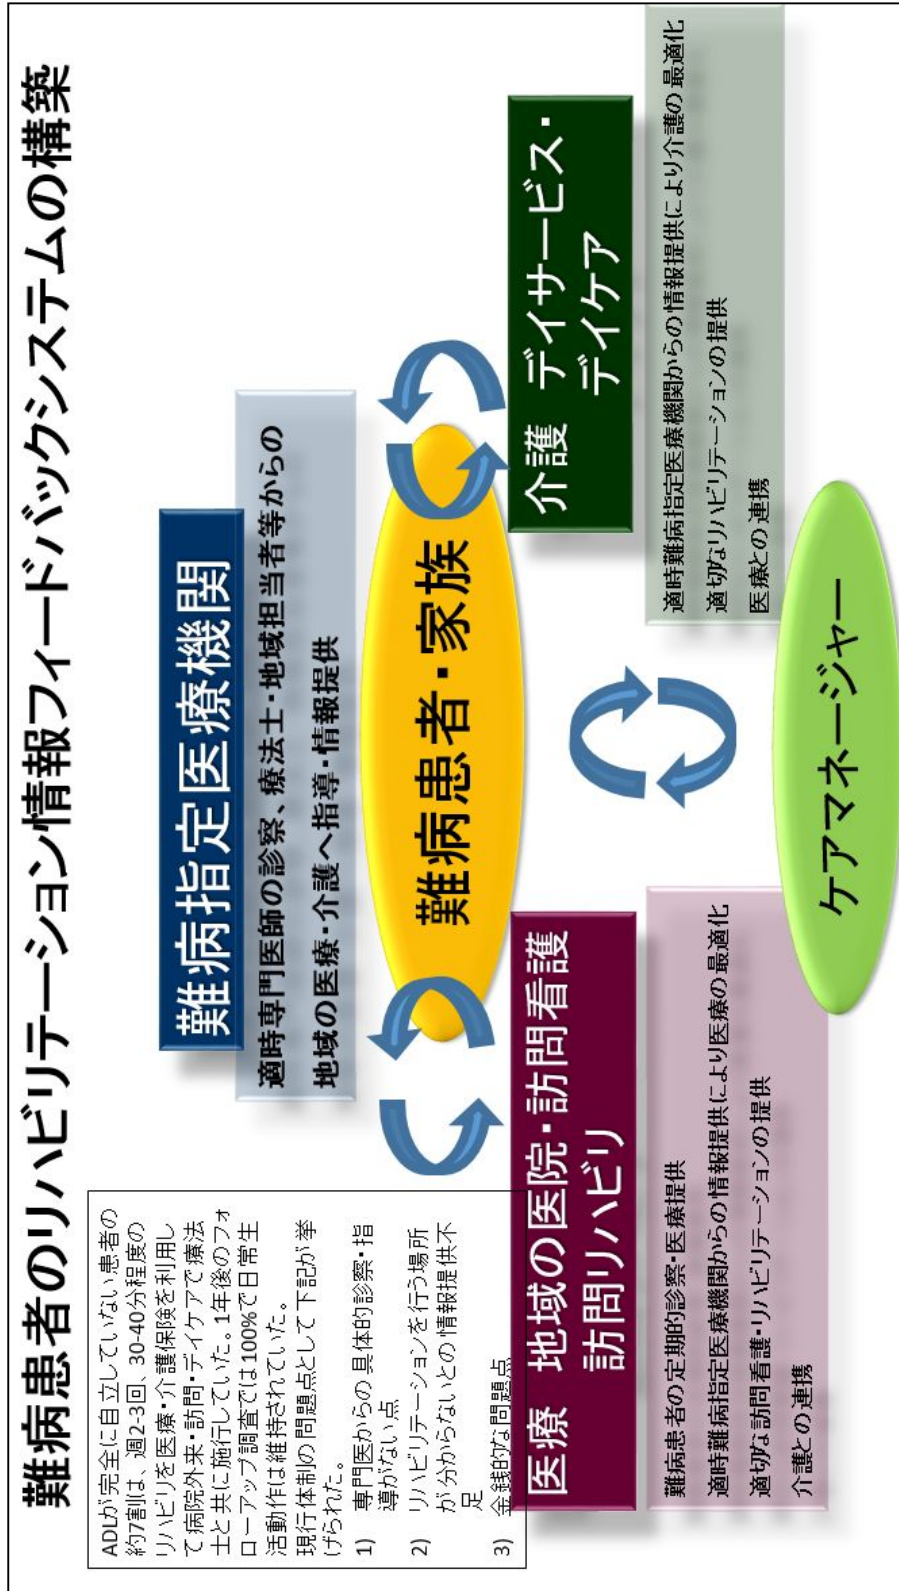 難病患者のリハビリテーション情報フィードバックシステムの構築
ADLが完全に自立していない患者の
約7割は、週2-3回、30-40分程度の
リハビリを医療・介護保険を利用し
て病院外来・訪問・デイケアで療法
士と共に施行していた。1年後のフォ
ローアップ調査では100%で日常生
活動作は維持されていた。
現行体制の問題点として下記が挙
げられた。
1) 専門医からの具体的診察・指
導がない点
2) リハビリテーションを行う場所
が分からないとの情報提供不
足
3) 金銭的な問題点
難病指定医療機関
適時専門医師の診察、療法士・地域担当者等からの
地域の医療・介護へ指導・情報提供
難病患者・家族
医療 地域の医院・訪問看護
訪問リハビリ
難病患者の定期的診察・医療提供
適時難病指定医療機関からの情報提供により医療の最適化
適切な訪問看護・リハビリテーションの提供
介護との連携
介護 デイサービス・
デイケア
適時難病指定医療機関からの情報提供により介護の最適化
適切なリハビリテーションの提供
医療との連携
ケアマネージャー